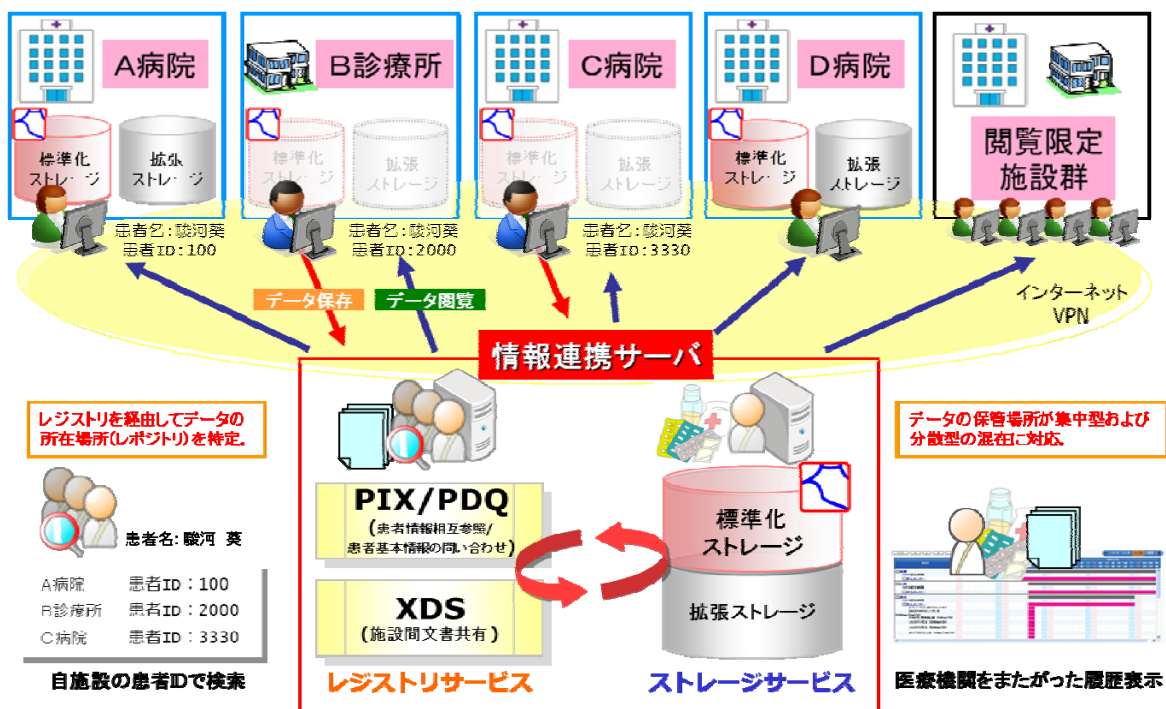 A病院
B診療所
C病院
D病院
閲覧限定
施設群
標準化
ストレージ
拡張
ストレージ
標準化
ストレージ
拡張
ストレージ
標準化
ストレージ
拡張
ストレージ
標準化
ストレージ
拡張
ストレージ
患者名:駿河葵
患者ID:100
患者名:駿河葵
患者ID:2000
患者名:駿河葵
患者ID:3330
データ保存
データ閲覧
インターネット
VPN
情報連携サーバ
レジストリを経由してデータの
所在場所(レポジトリ)を特定。
患者名:駿河 葵
A病院 患者ID:100
B診療所 患者ID:2000
C病院 患者ID:3330
自施設の患者IDで検索
PIX/PDQ
(患者情報相互参照/
患者基本情報の問い合わせ)
XDS
(施設間文書共有)
レジストリサービス
標準化
ストレージ
拡張ストレージ
ストレージサービス
データの保管場所が集中型および
分散型の混在に対応。
医療機関をまたがった履歴表示